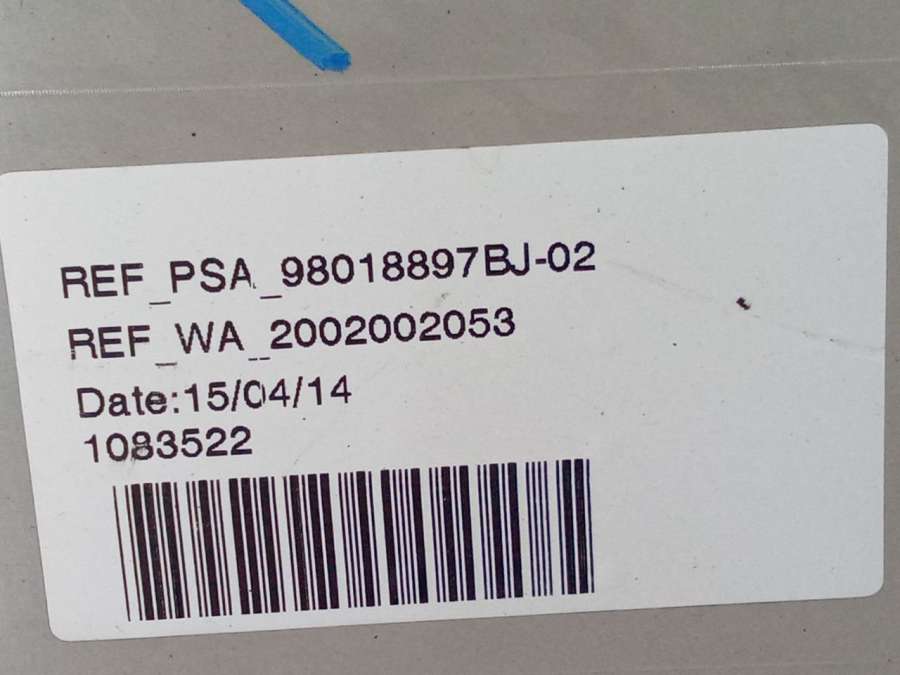 REF_PSA_98018897BJ-02
REF_WA_2002002053
Date:15/04/14
1083522